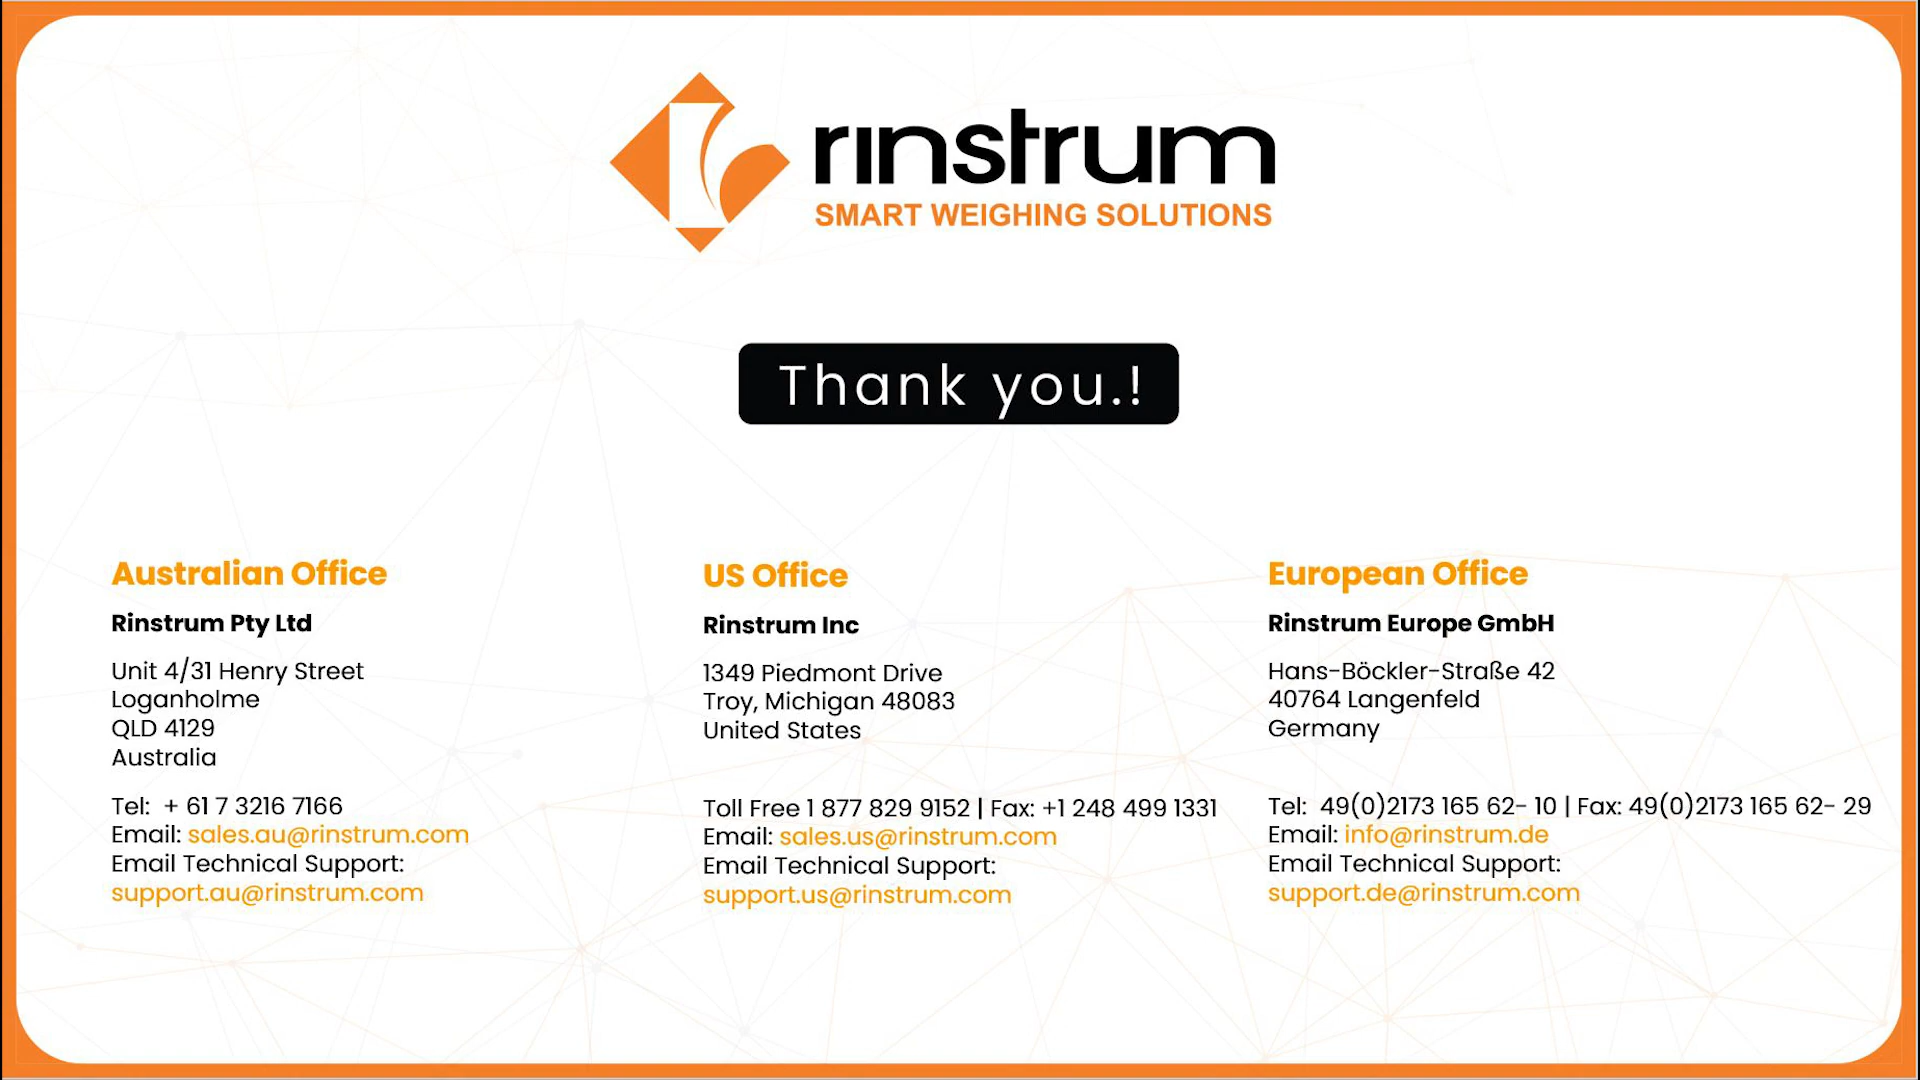 rinstrum
SMART WEIGHING SOLUTIONS
Thank you.!
Australian Office
Rinstrum Pty Ltd
Unit 4/31 Henry Street
Loganholme
QLD 4129
Australia
Tel:  + 61 7 3216 7166
Email: sales.au@rinstrum.com
Email Technical Support:
support.au@rinstrum.com
US Office
Rinstrum Inc
1349 Piedmont Drive
Troy, Michigan 48083
United States
Toll Free 1 877 829 9152 | Fax: +1 248 499 1331
Email: sales.us@rinstrum.com
Email Technical Support:
support.us@rinstrum.com
European Office
Rinstrum Europe GmbH
Hans-Böckler-Straße 42
40764 Langenfeld
Germany
Tel:  49(0)2173 165 62- 10 | Fax: 49(0)2173 165 62- 29
Email: info@rinstrum.de
Email Technical Support:
support.de@rinstrum.com